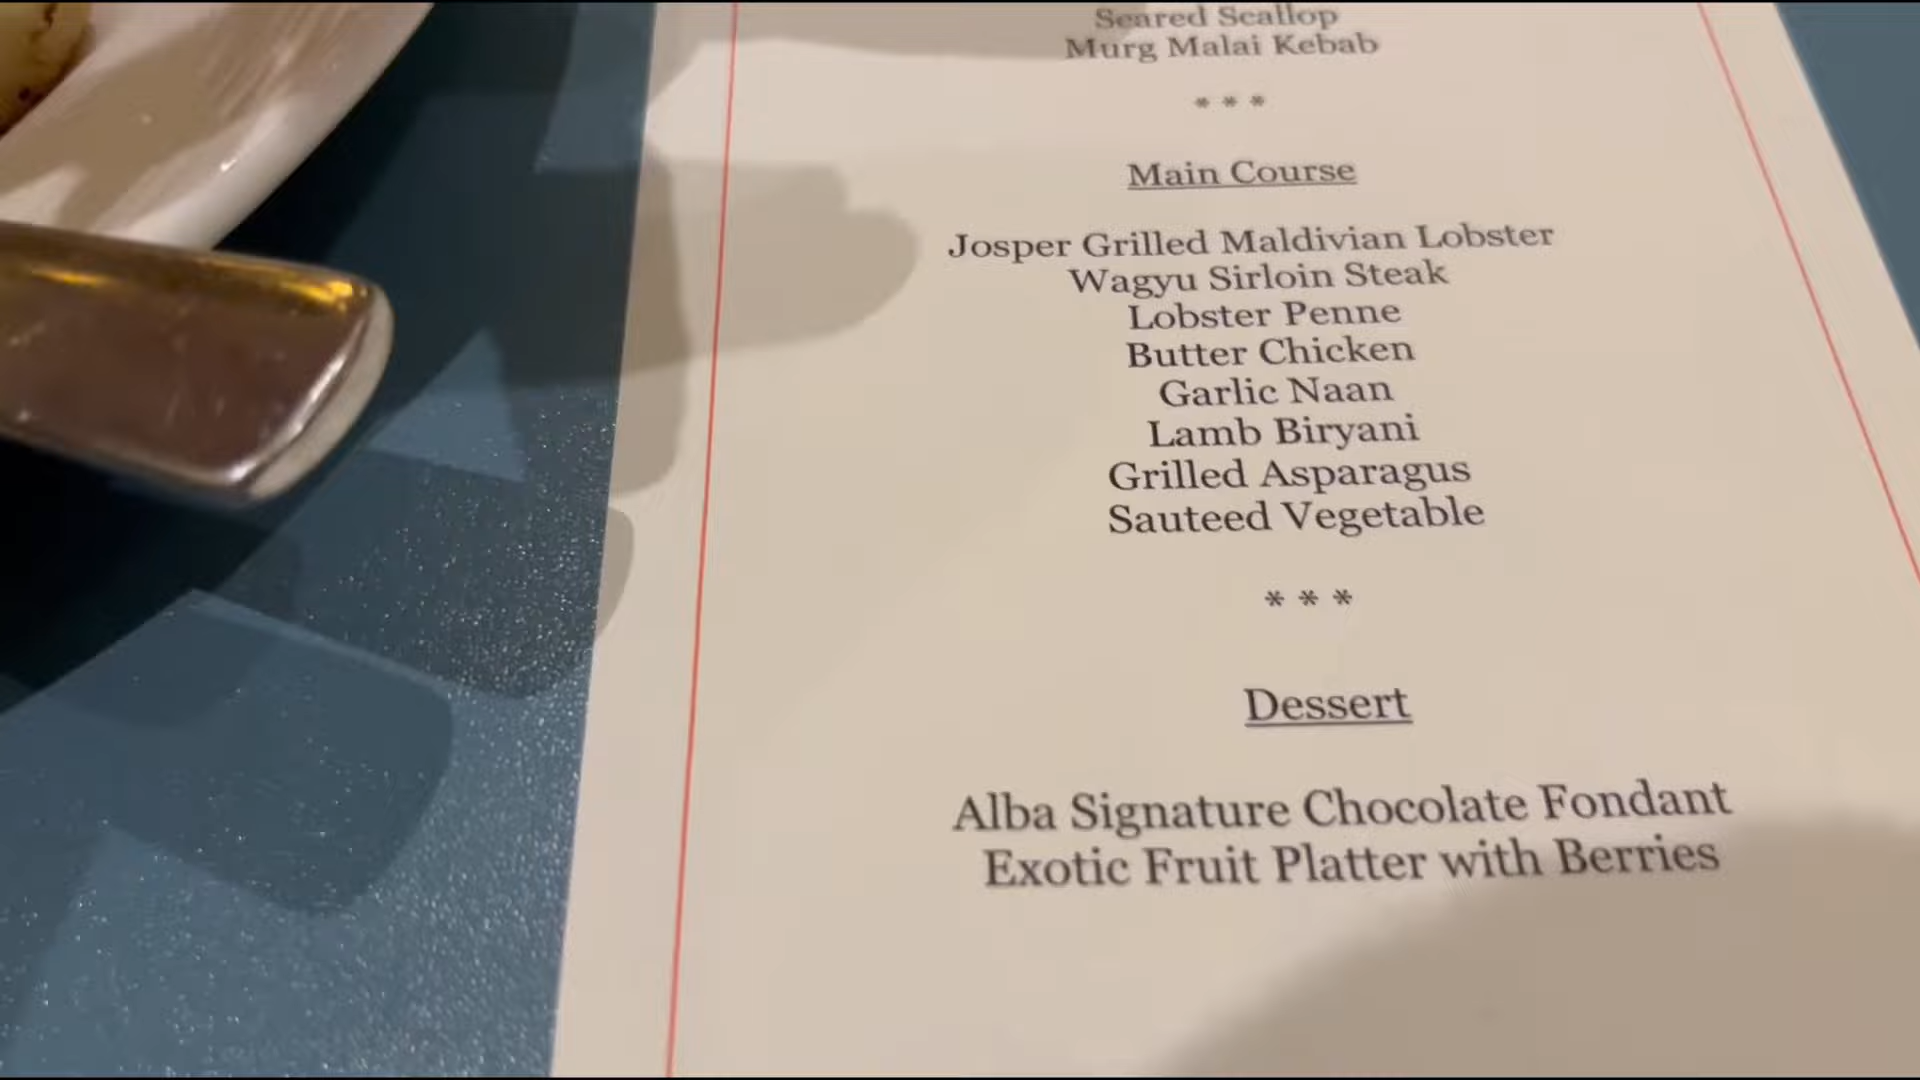 Seared Scallop
Murg Malai Kebab
* * *
Main Course
Josper Grilled Maldivian Lobster
Wagyu Sirloin Steak
Lobster Penne
Butter Chicken
Garlic Naan
Lamb Biryani
Grilled Asparagus
Sauteed Vegetable
* * *
Dessert
Alba Signature Chocolate Fondant
Exotic Fruit Platter with Berries